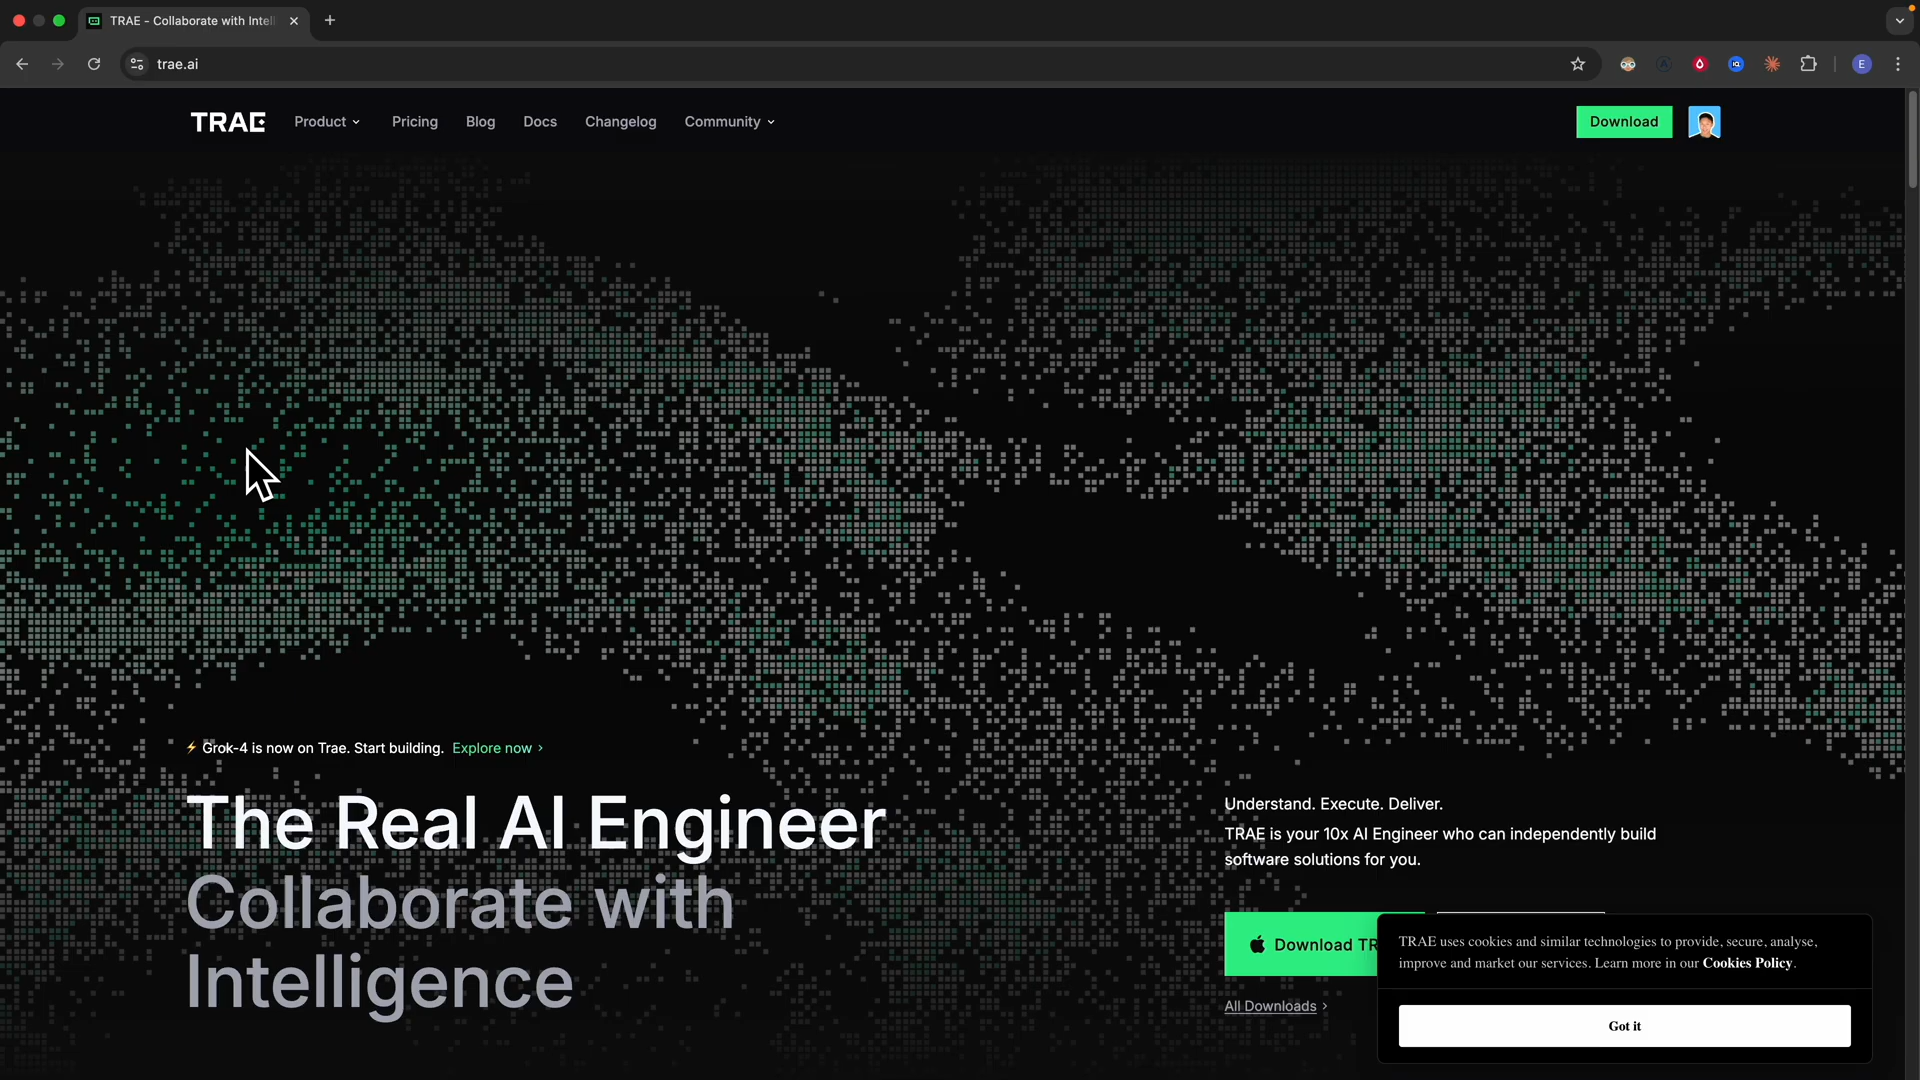 TRAE - Collaborate with Intel
trae.ai
E
TRAE
Product
Pricing
Blog
Docs
Changelog
Community
Download
⚡ Grok-4 is now on Trae. Start building. Explore now >
The Real AI Engineer
Collaborate with
Intelligence
Understand. Execute. Deliver.
TRAE is your 10x AI Engineer who can independently build
software solutions for you.
Download TR
All Downloads >
TRAE uses cookies and similar technologies to provide, secure, analyse,
improve and market our services. Learn more in our Cookies Policy.
Got it